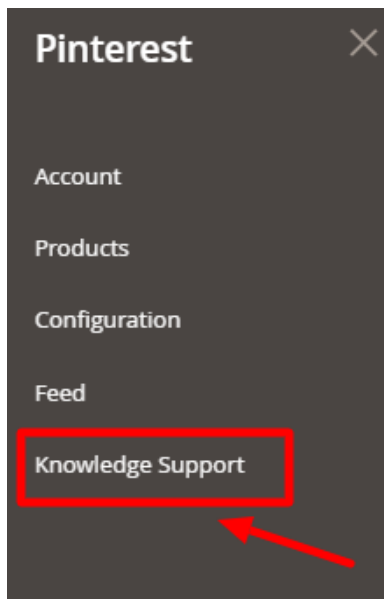 Pinterest
Account
Products
Configuration
Feed
Knowledge Support